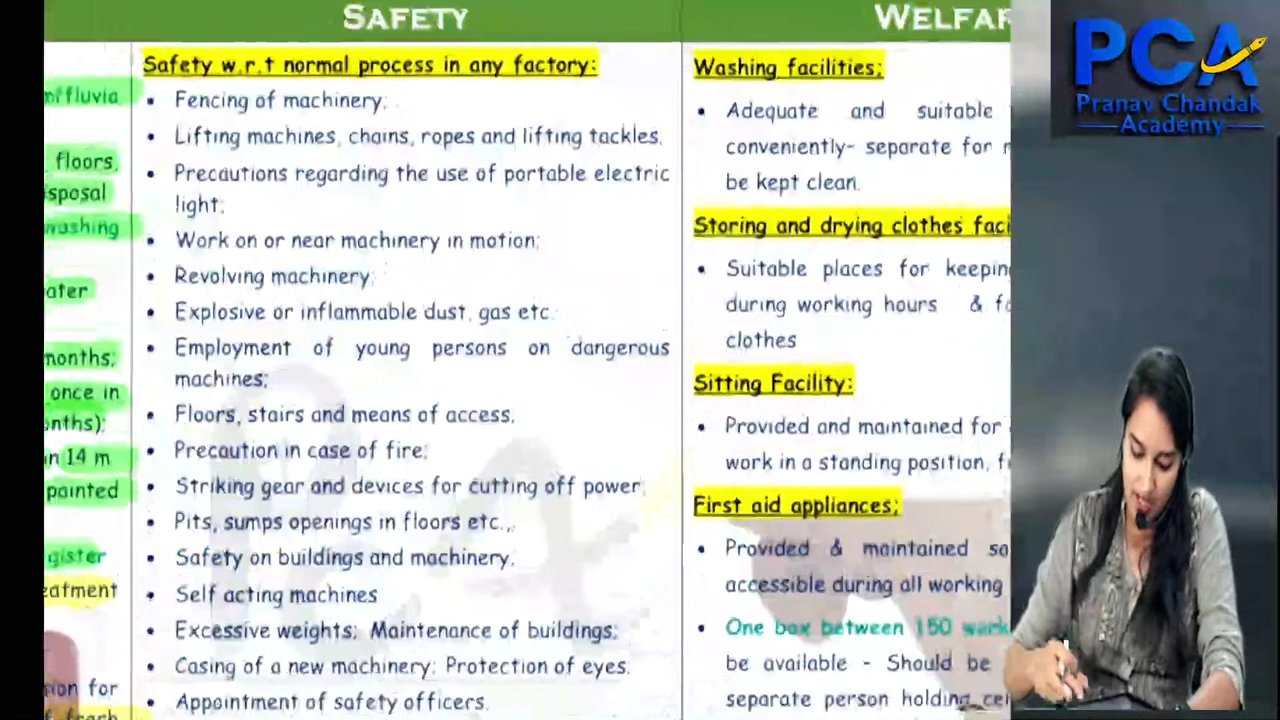 SAFETY
WELFAR
PCA
Pranav Chandak
Academy
ffluvia
floors,
sposal
washing
ater
months;
once in
nths);
n 14 m
painted
gister
eatment
ion for
f fresh
Safety w.r.t normal process in any factory:
• Fencing of machinery;
• Lifting machines, chains, ropes and lifting tackles.
• Precautions regarding the use of portable electric
light;
• Work on or near machinery in motion;
• Revolving machinery;
• Explosive or inflammable dust, gas etc.
• Employment of young persons on dangerous
machines;
• Floors, stairs and means of access.
• Precaution in case of fire;
• Striking gear and devices for cutting off power;
• Pits, sumps openings in floors etc.,
• Safety on buildings and machinery.
• Self acting machines
• Excessive weights; Maintenance of buildings;
• Casing of a new machinery; Protection of eyes.
• Appointment of safety officers.
Washing facilities;
• Adequate and suitable
conveniently- separate for
be kept clean.
Storing and drying clothes faci
• Suitable places for keeping
during working hours & fo
clothes
Sitting Facility:
• Provided and maintained for
work in a standing position, f
First aid appliances;
• Provided & maintained so
accessible during all working
• One box between 150 work
be available - Should be
separate person holding cer